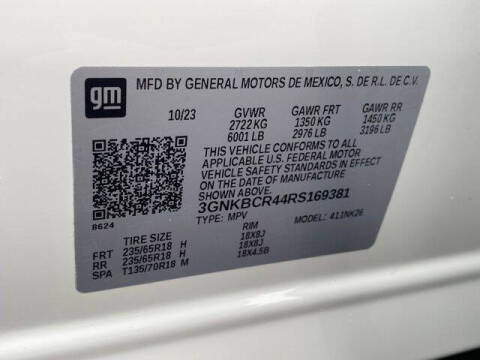 gm
MFD BY GENERAL MOTORS DE MEXICO, S. DE R.L. DE C.V.
10/23 GVWR GAWR FRT GAWR RR
2722 KG 1350 KG 1450 KG
6001 LB 2976 LB 3196 LB
THIS VEHICLE CONFORMS TO ALL
APPLICABLE U.S. FEDERAL MOTOR
VEHICLE SAFETY STANDARDS IN EFFECT
ON THE DATE OF MANUFACTURE
SHOWN ABOVE.
3GNKBCR44RS169381
8624 TYPE: MPV MODEL: 411NK26
TIRE SIZE RIM
FRT 235/65R18 H 18X8J
RR 235/65R18 H 18X8J
SPA T135/70R18 M 18X4.5B